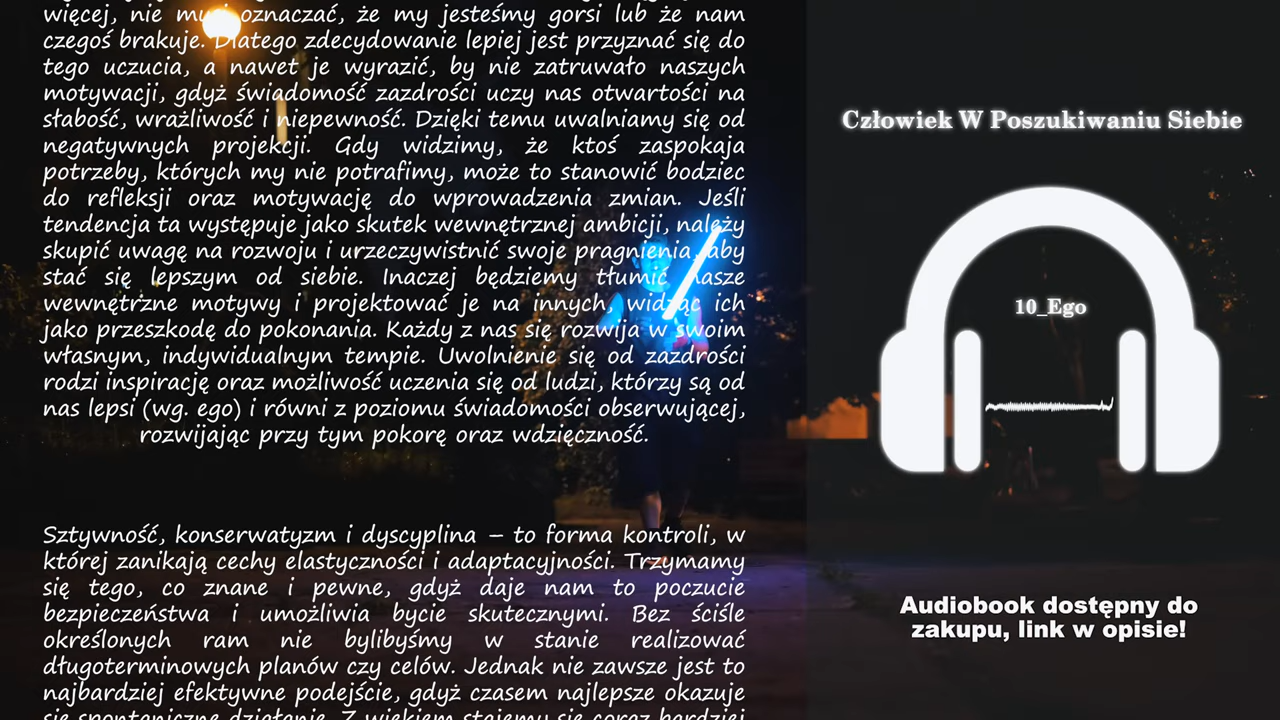 więcej, nie musi oznaczać, że my jesteśmy gorsi lub że nam
czegoś brakuje. Dlatego zdecydowanie lepiej jest przyznać się do
tego uczucia, a nawet je wyrazić, by nie zatruwało naszych
motywacji, gdyż świadomość zazdrości uczy nas otwartości na
słabość, wrażliwość i niepewność. Dzięki temu uwalniamy się od
negatywnych projekcji. Gdy widzimy, że ktoś zaspokaja
potrzeby, których my nie potrafimy, może to stanowić bodziec
do refleksji oraz motywację do wprowadzenia zmian. Jeśli
tendencja ta występuje jako skutek wewnętrznej ambicji, należy
skupić uwagę na rozwoju i urzeczywistnić swoje pragnienia, aby
stać się lepszym od siebie. Inaczej będziemy tłumić nasze
wewnętrzne motywy i projektować je na innych, widząc ich
jako przeszkodę do pokonania. Każdy z nas się rozwija w swoim
własnym, indywidualnym tempie. Uwolnienie się od zazdrości
rodzi inspirację oraz możliwość uczenia się od ludzi, którzy są od
nas lepsi (wg. ego) i równi z poziomu świadomości obserwującej,
rozwijając przy tym pokorę oraz wdzięczność.
Sztywność, konserwatyzm i dyscyplina – to forma kontroli, w
której zanikają cechy elastyczności i adaptacyjności. Trzymamy
się tego, co znane i pewne, gdyż daje nam to poczucie
bezpieczeństwa i umożliwia bycie skutecznymi. Bez ściśle
określonych ram nie bylibyśmy w stanie realizować
długoterminowych planów czy celów. Jednak nie zawsze jest to
najbardziej efektywne podejście, gdyż czasem najlepsze okazuje
się spontaniczne działanie. Z wiekiem stajemy się coraz bardziej
Człowiek W Poszukiwaniu Siebie
10_Ego
Audiobook dostępny do
zakupu, link w opisie!